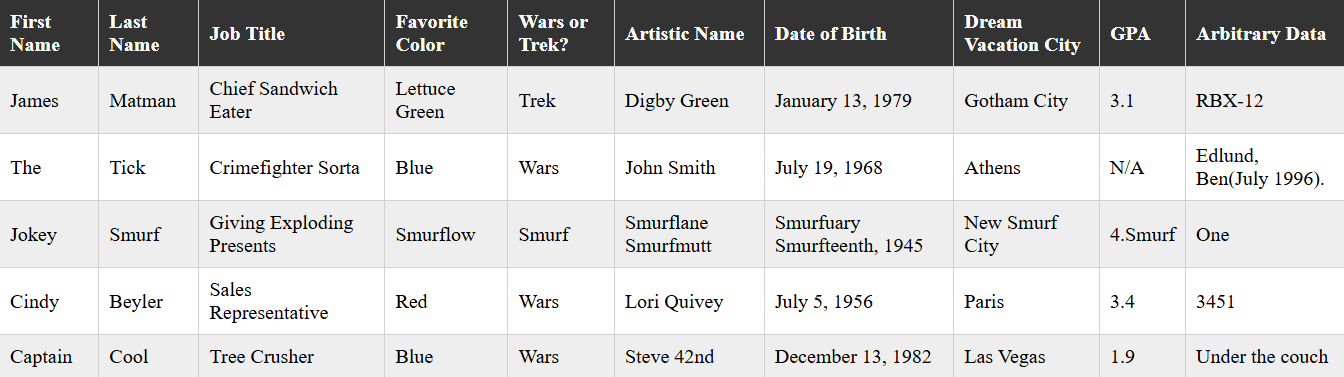 First Name | Last Name | Job Title | Favorite Color | Wars or Trek? | Artistic Name | Date of Birth | Dream Vacation City | GPA | Arbitrary Data
James | Matman | Chief Sandwich Eater | Lettuce Green | Trek | Digby Green | January 13, 1979 | Gotham City | 3.1 | RBX-12
The | Tick | Crimefighter Sorta | Blue | Wars | John Smith | July 19, 1968 | Athens | N/A | Edlund, Ben(July 1996).
Jokey | Smurf | Giving Exploding Presents | Smurflow | Smurf | Smurflane Smurfmutt | Smurfuary Smurfteenth, 1945 | New Smurf City | 4.Smurf | One
Cindy | Beyler | Sales Representative | Red | Wars | Lori Quivey | July 5, 1956 | Paris | 3.4 | 3451
Captain | Cool | Tree Crusher | Blue | Wars | Steve 42nd | December 13, 1982 | Las Vegas | 1.9 | Under the couch